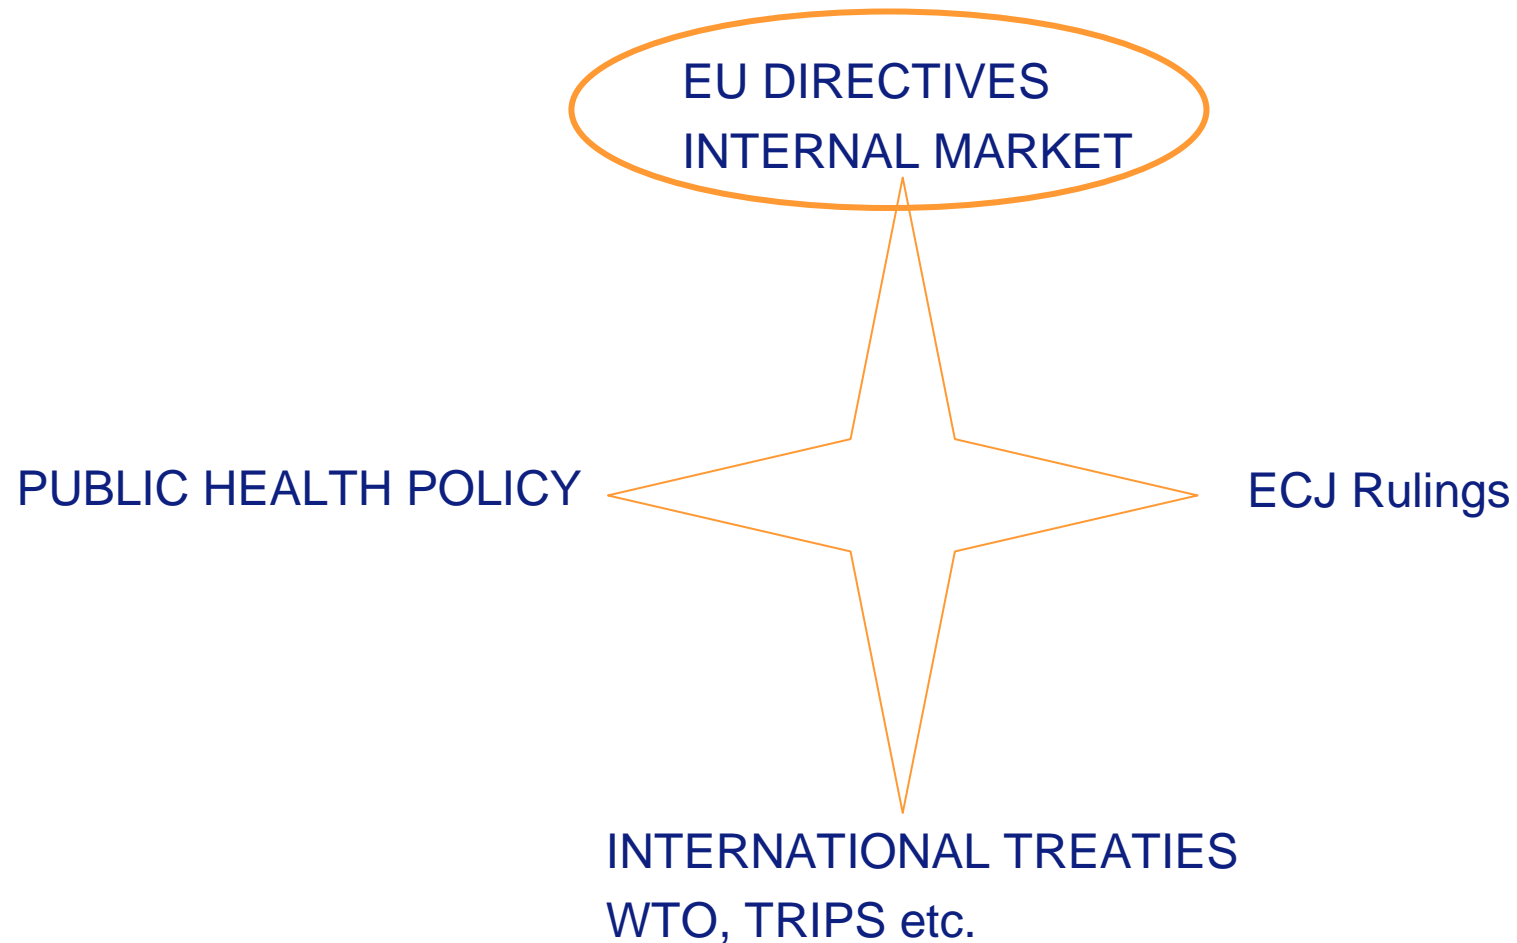 EU DIRECTIVES
INTERNAL MARKET
PUBLIC HEALTH POLICY
ECJ Rulings
INTERNATIONAL TREATIES
WTO, TRIPS etc.